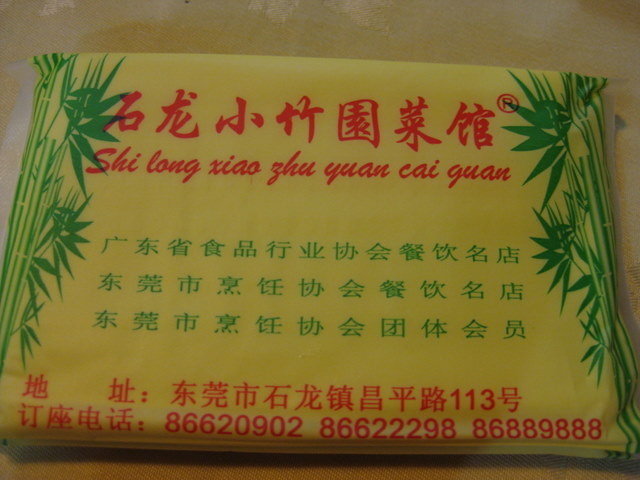 石龙小竹園菜馆®
Shi long xiao zhu yuan cai guan
广东省食品行业协会餐饮名店
东莞市烹饪协会餐饮名店
东莞市烹饪协会团体会员
地 址：东莞市石龙镇昌平路113号
订座电话：86620902 86622298 86889888